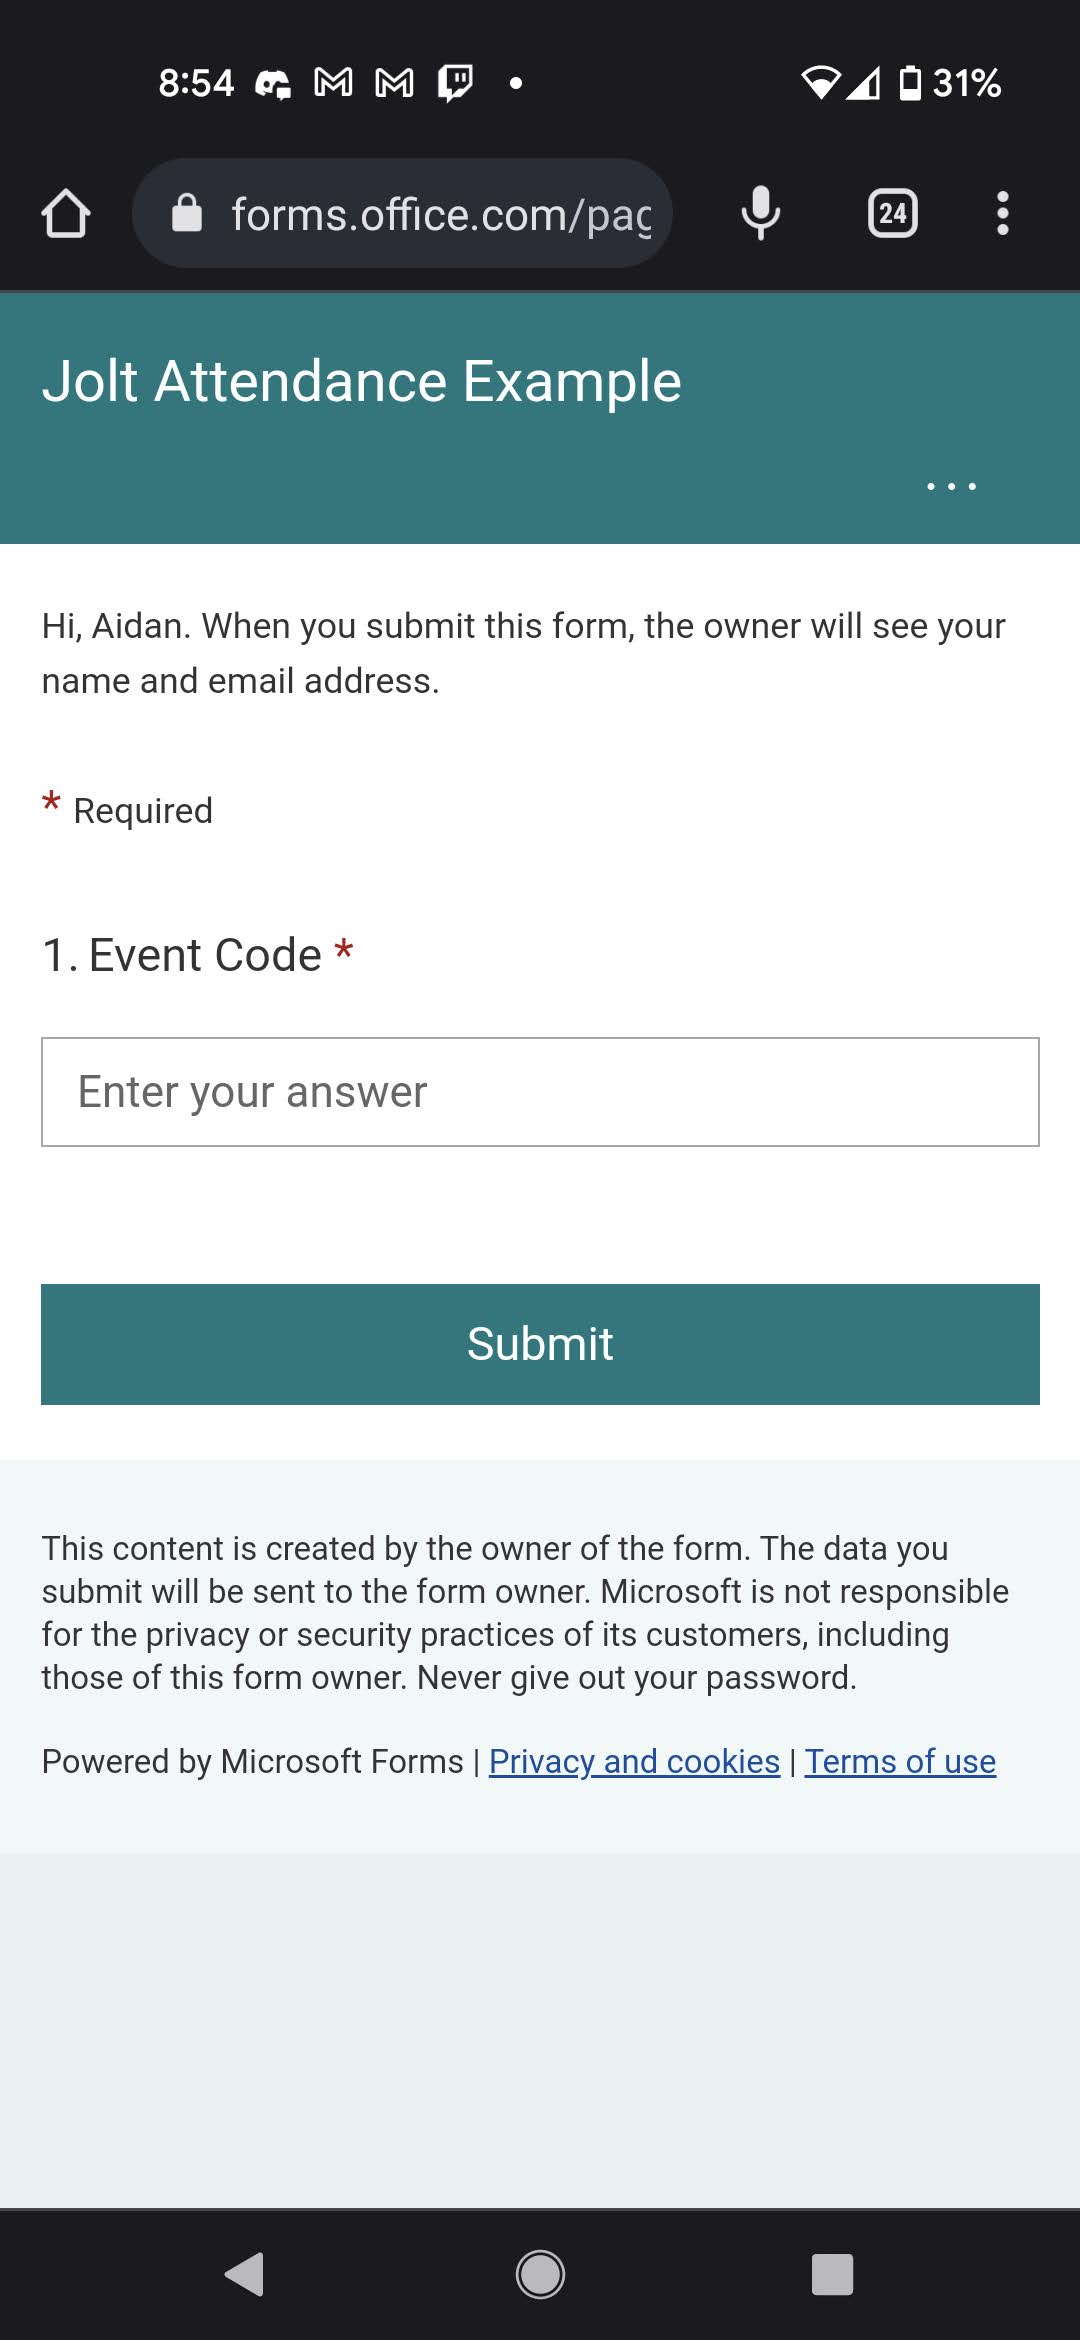 8:54
31%
forms.office.com/pag
24
Jolt Attendance Example
Hi, Aidan. When you submit this form, the owner will see your
name and email address.
* Required
1. Event Code *
Enter your answer
Submit
This content is created by the owner of the form. The data you
submit will be sent to the form owner. Microsoft is not responsible
for the privacy or security practices of its customers, including
those of this form owner. Never give out your password.
Powered by Microsoft Forms | Privacy and cookies | Terms of use